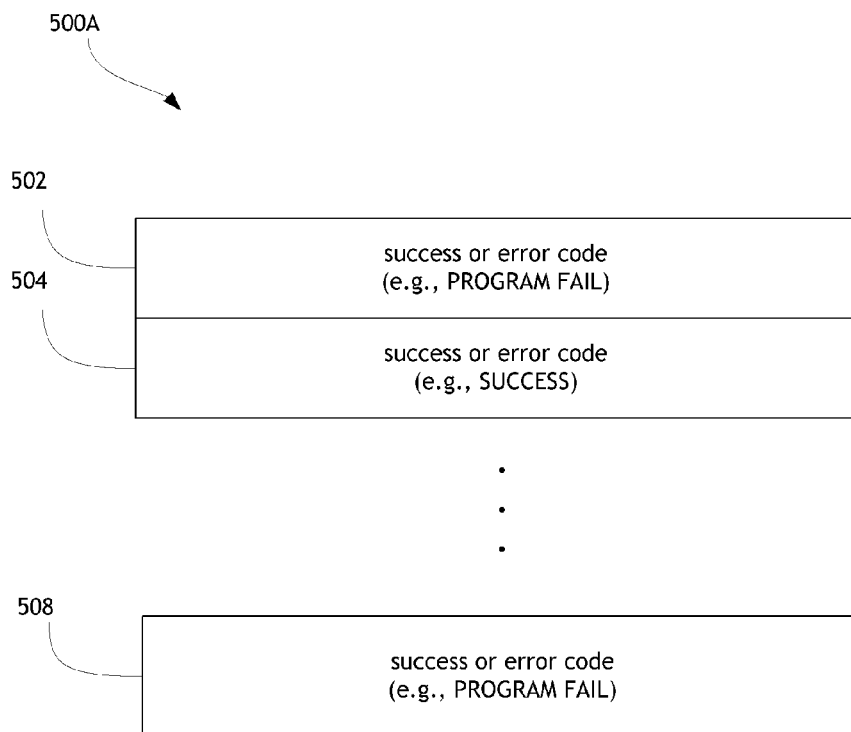 500A
502
success or error code
(e.g., PROGRAM FAIL)
504
success or error code
(e.g., SUCCESS)
508
success or error code
(e.g., PROGRAM FAIL)